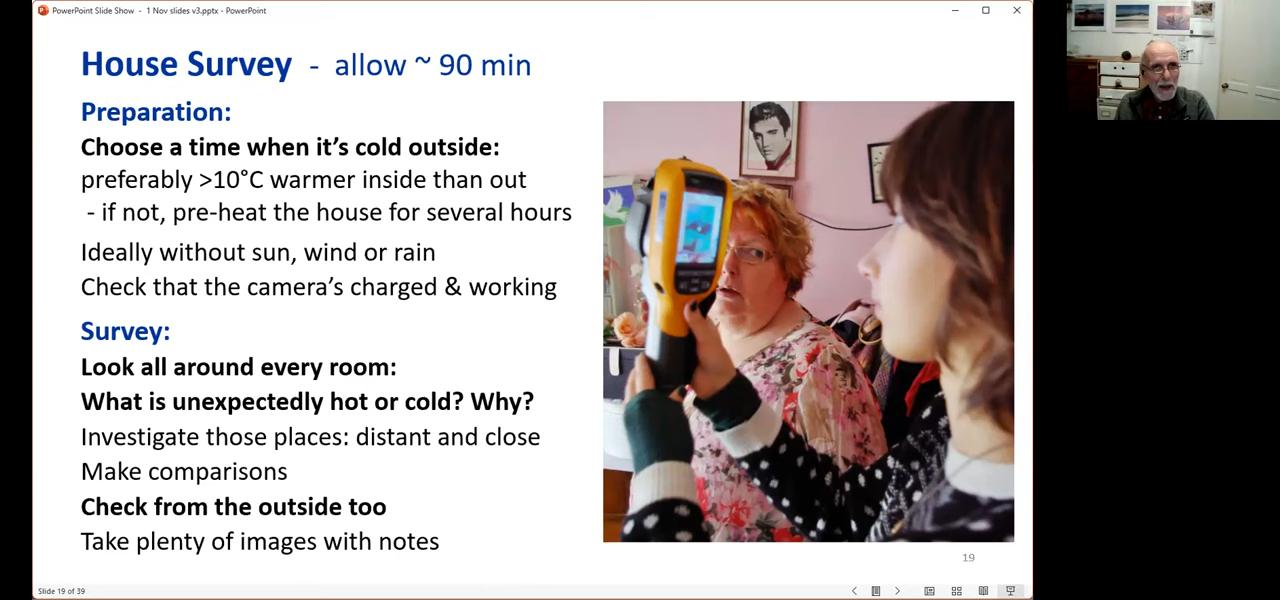 PowerPoint Slide Show - 1 Nov slides v3.pptx - PowerPoint
House Survey - allow ~ 90 min
Preparation:
Choose a time when it's cold outside:
preferably >10°C warmer inside than out
- if not, pre-heat the house for several hours
Ideally without sun, wind or rain
Check that the camera's charged & working
Survey:
Look all around every room:
What is unexpectedly hot or cold? Why?
Investigate those places: distant and close
Make comparisons
Check from the outside too
Take plenty of images with notes
19
Slide 19 of 39